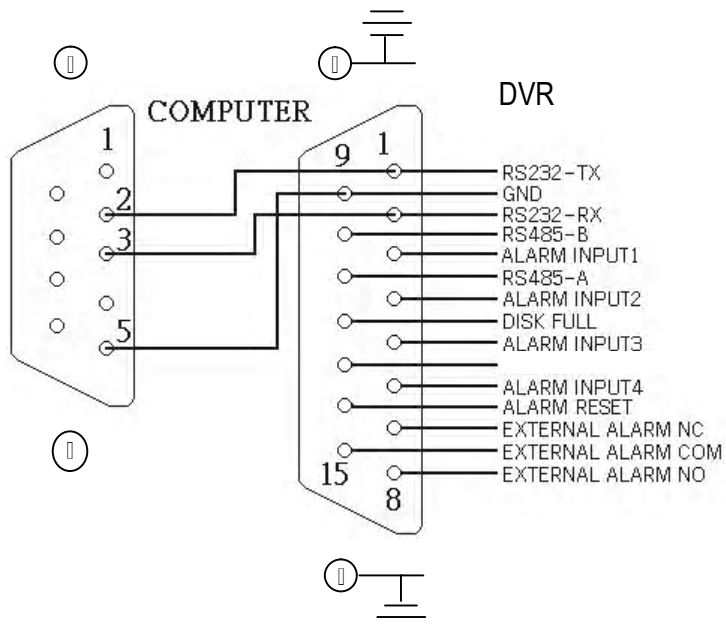 DVR
COMPUTER
1
2
3
5
9
1
15
8
RS232-TX
GND
RS232-RX
RS485-B
ALARM INPUT1
RS485-A
ALARM INPUT2
DISK FULL
ALARM INPUT3
ALARM INPUT4
ALARM RESET
EXTERNAL ALARM NC
EXTERNAL ALARM COM
EXTERNAL ALARM NO